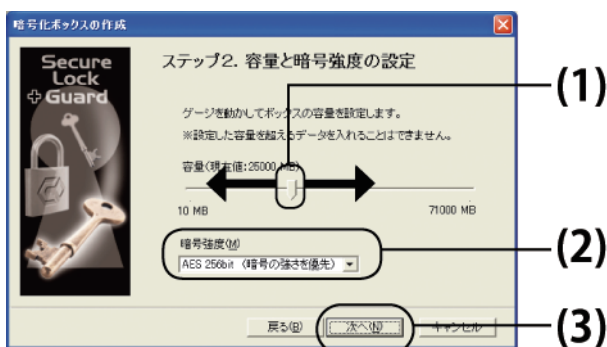 暗号化ボックスの作成
Secure
Lock
+Guard
ステップ2. 容量と暗号強度の設定
(1)
ゲージを動かしてボックスの容量を設定します。
※設定した容量を超えるデータを入れることはできません。
容量(現在値:25000 MB)
10 MB
71000 MB
暗号強度(M)
AES 256bit (暗号の強さを優先)
(2)
戻る(B)
次へ(N)
キャンセル
(3)